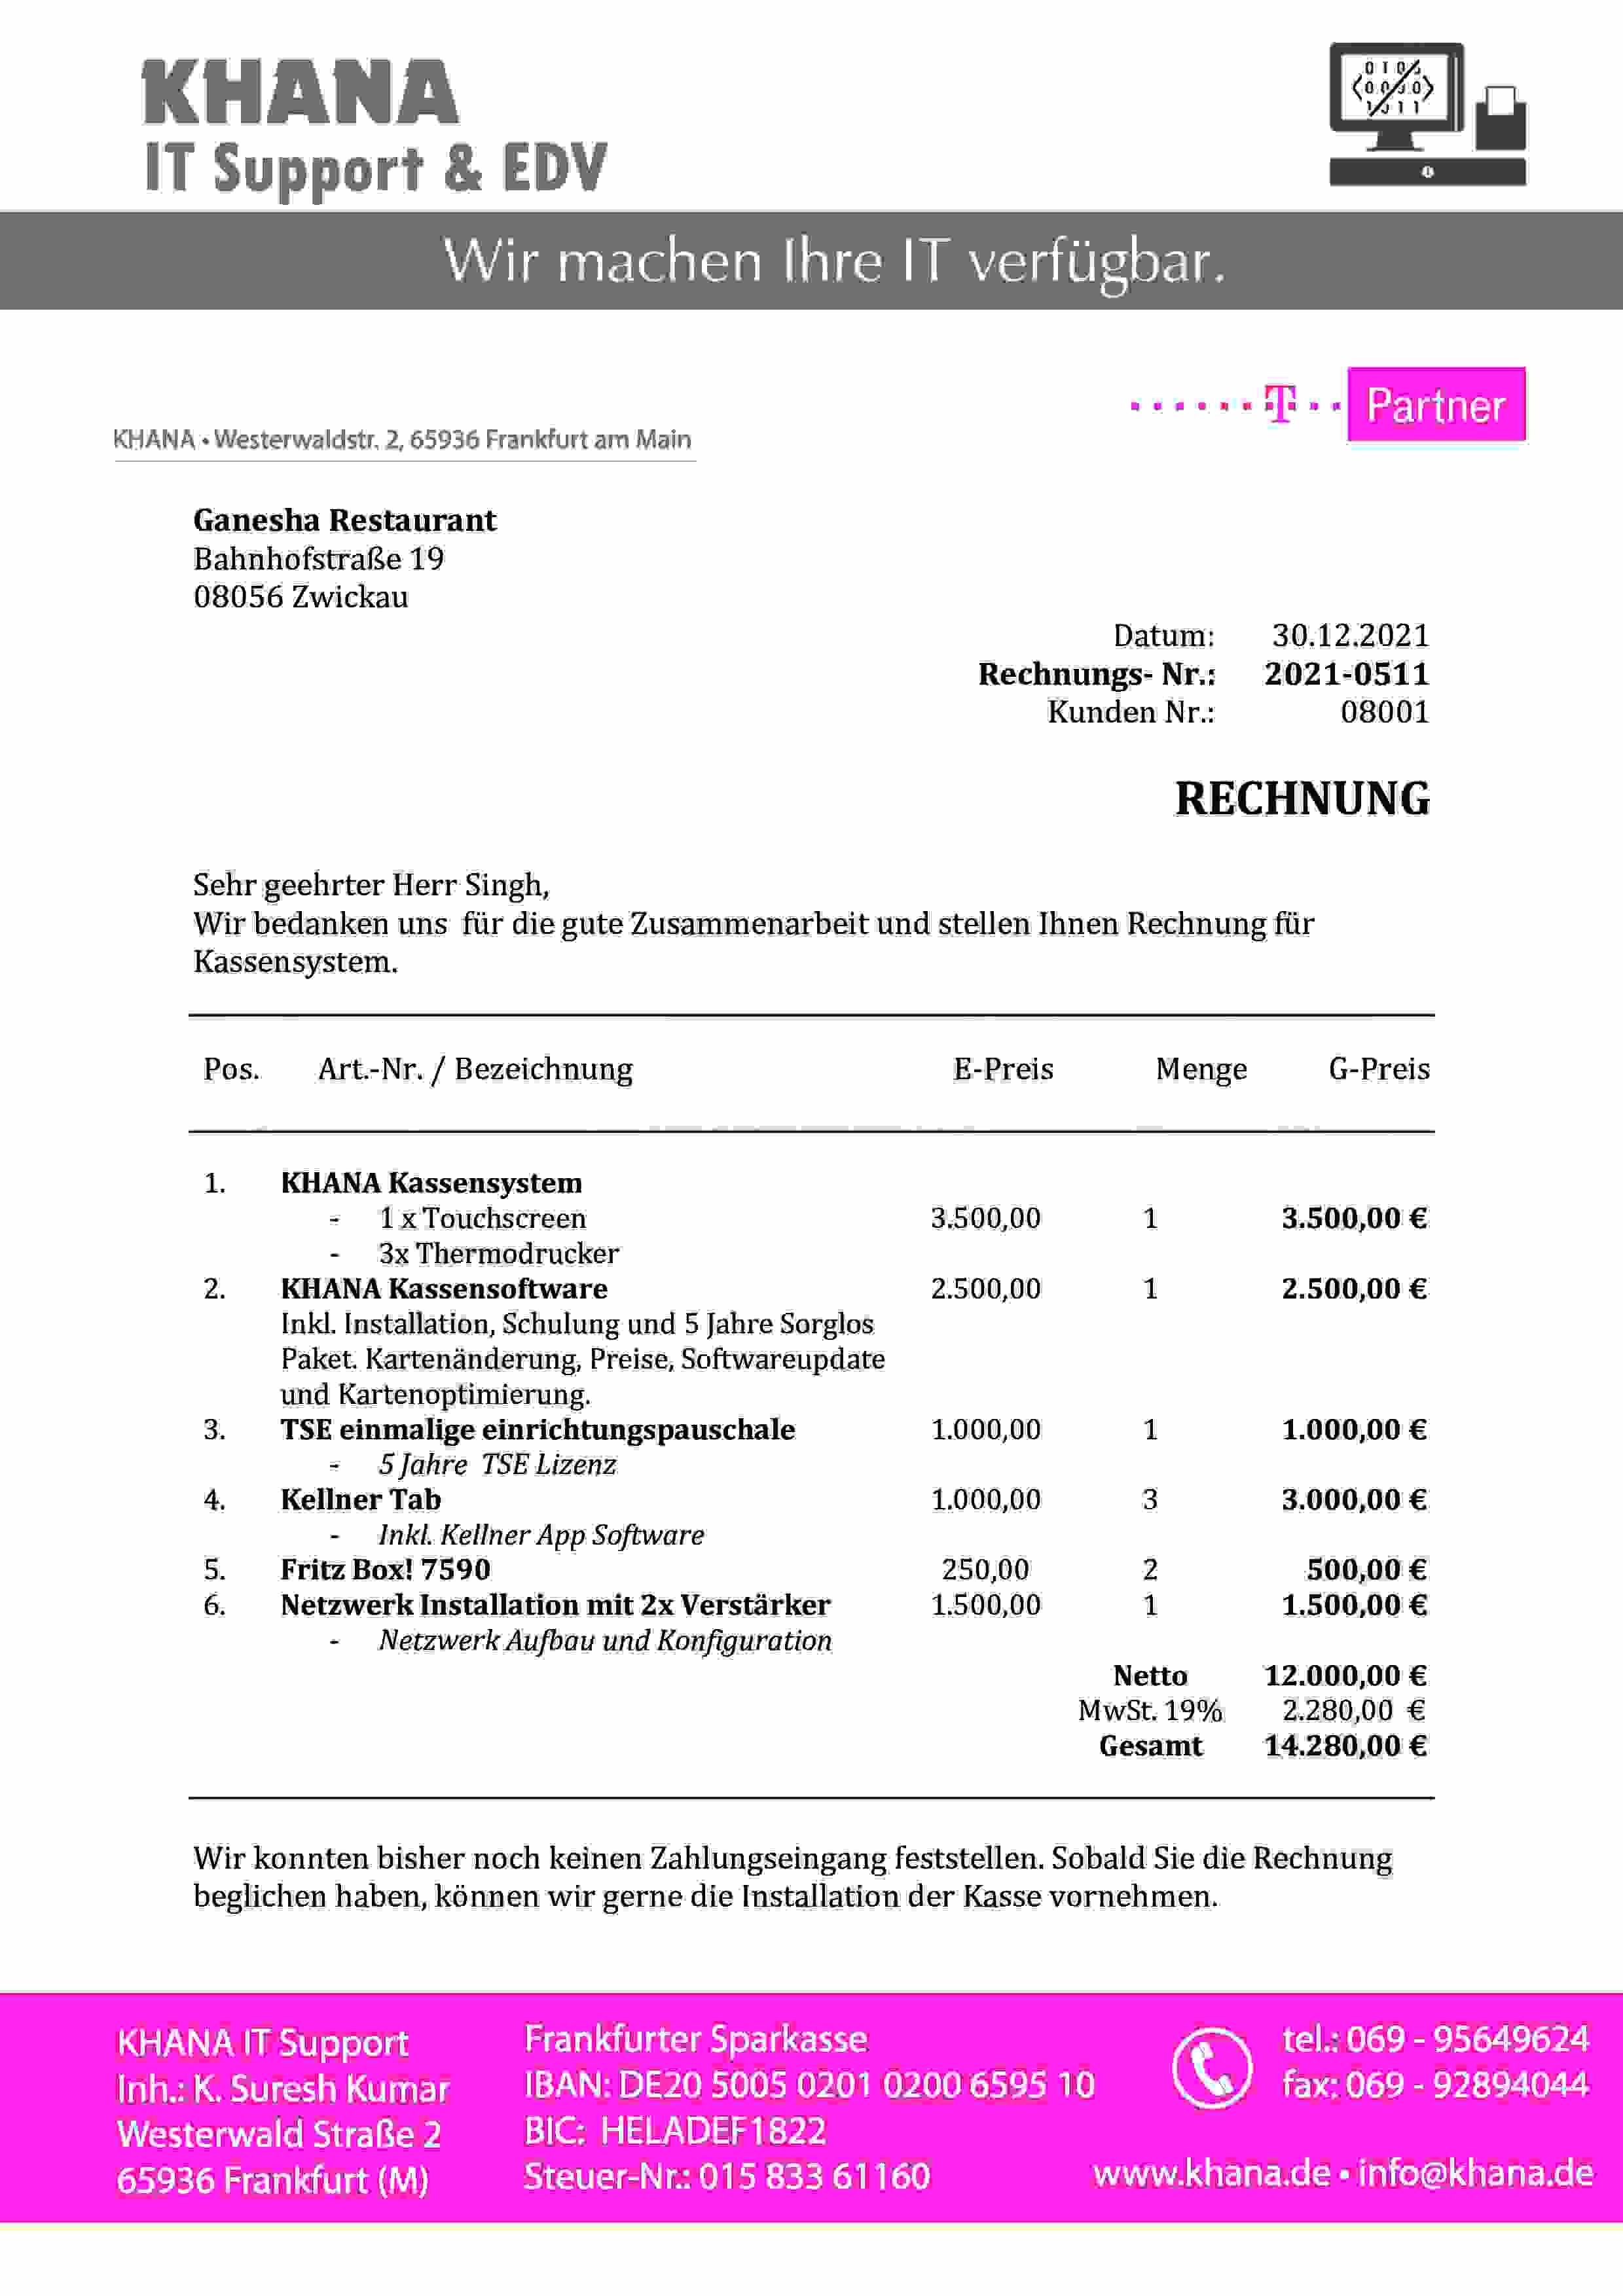 KHANA
IT Support & EDV
Wir machen Ihre IT verfügbar.
T Partner
KHANA • Westerwaldstr. 2, 65936 Frankfurt am Main
Ganesha Restaurant
Bahnhofstraße 19
08056 Zwickau
Datum: 30.12.2021
Rechnungs- Nr.: 2021-0511
Kunden Nr.: 08001
RECHNUNG
Sehr geehrter Herr Singh,
Wir bedanken uns für die gute Zusammenarbeit und stellen Ihnen Rechnung für
Kassensystem.
Pos. Art.-Nr. / Bezeichnung E-Preis Menge G-Preis
1. KHANA Kassensystem
- 1 x Touchscreen 3.500,00 1 3.500,00 €
- 3x Thermodrucker
2. KHANA Kassensoftware 2.500,00 1 2.500,00 €
Inkl. Installation, Schulung und 5 Jahre Sorglos
Paket. Kartenänderung, Preise, Softwareupdate
und Kartenoptimierung.
3. TSE einmalige einrichtungspauschale 1.000,00 1 1.000,00 €
- 5 Jahre TSE Lizenz
4. Kellner Tab 1.000,00 3 3.000,00 €
- Inkl. Kellner App Software
5. Fritz Box! 7590 250,00 2 500,00 €
6. Netzwerk Installation mit 2x Verstärker 1.500,00 1 1.500,00 €
- Netzwerk Aufbau und Konfiguration
Netto 12.000,00 €
MwSt. 19% 2.280,00 €
Gesamt 14.280,00 €
Wir konnten bisher noch keinen Zahlungseingang feststellen. Sobald Sie die Rechnung
beglichen haben, können wir gerne die Installation der Kasse vornehmen.
KHANA IT Support
Inh.: K. Suresh Kumar
Westerwald Straße 2
65936 Frankfurt (M)
Frankfurter Sparkasse
IBAN: DE20 5005 0201 0200 6595 10
BIC: HELADEF1822
Steuer-Nr.: 015 833 61160
tel.: 069 - 95649624
fax: 069 - 92894044
www.khana.de • info@khana.de